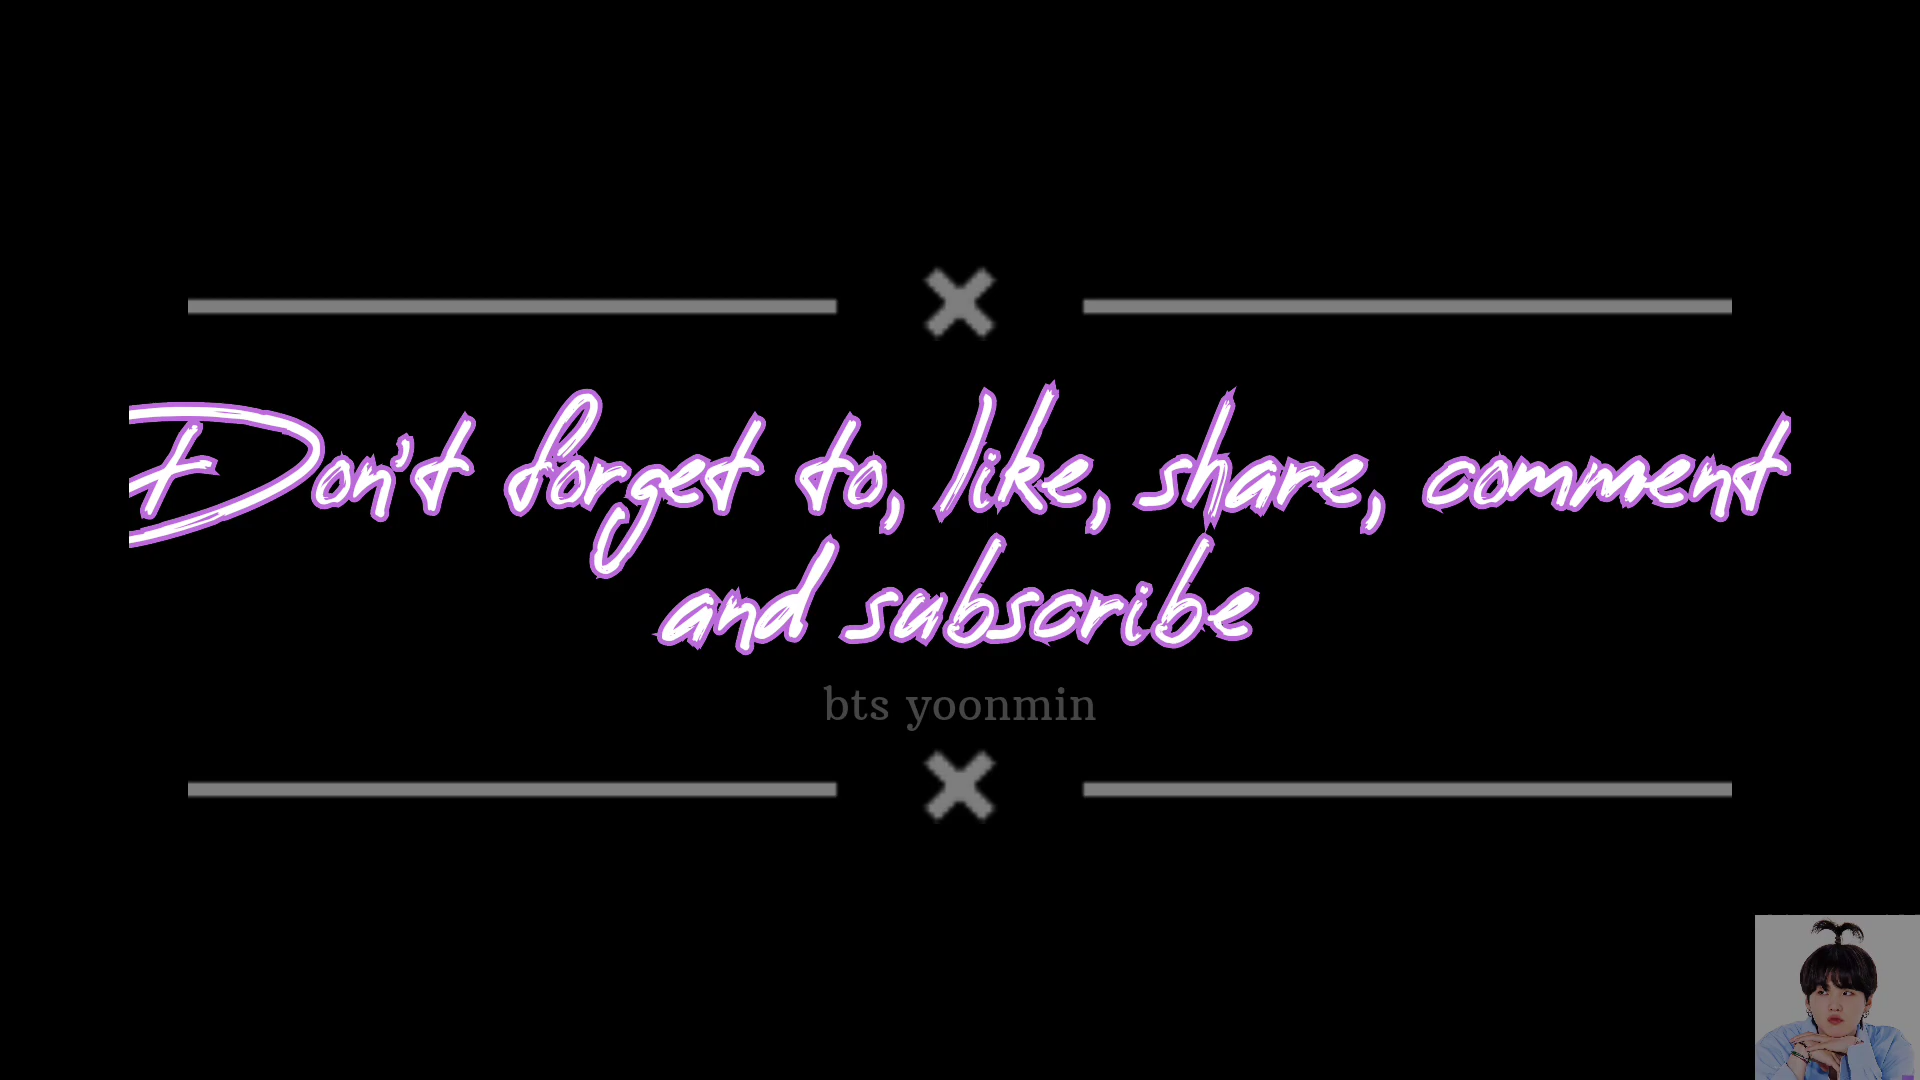 Don't forget to, like, share, comment
and subscribe
bts yoonmin